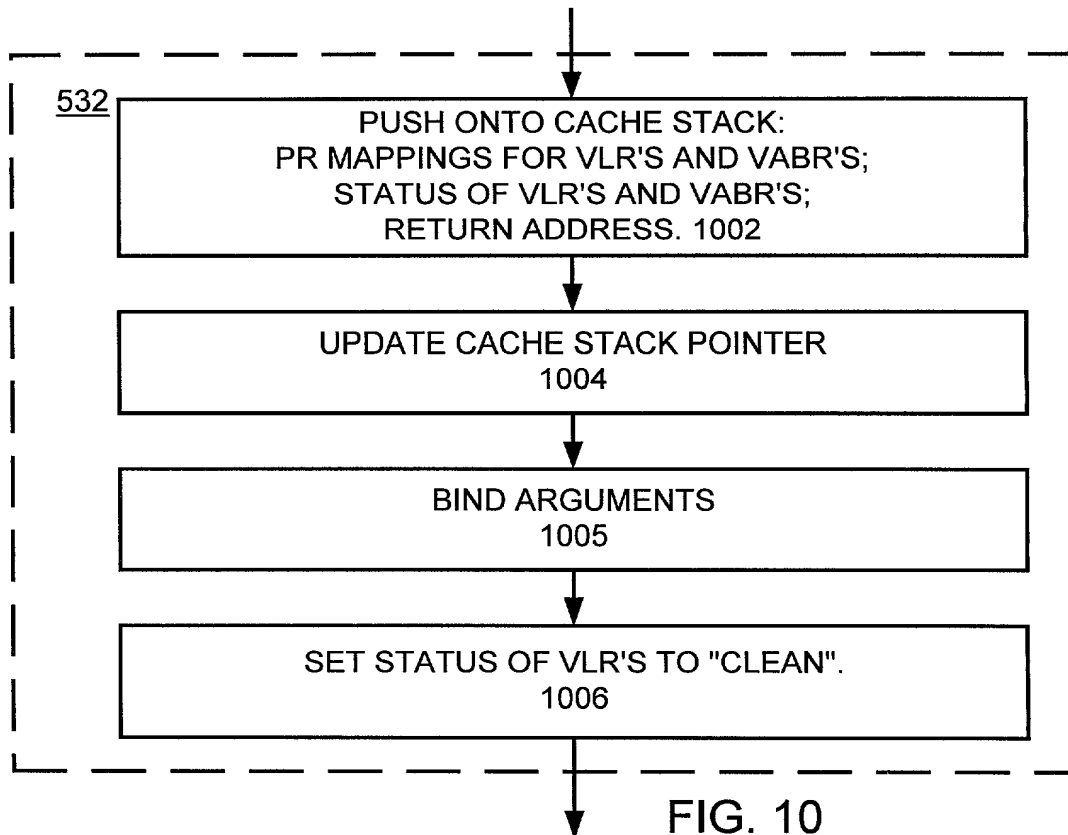 532
PUSH ONTO CACHE STACK:
PR MAPPINGS FOR VLR'S AND VABR'S;
STATUS OF VLR'S AND VABR'S;
RETURN ADDRESS. 1002
UPDATE CACHE STACK POINTER
1004
BIND ARGUMENTS
1005
SET STATUS OF VLR'S TO "CLEAN".
1006
FIG. 10